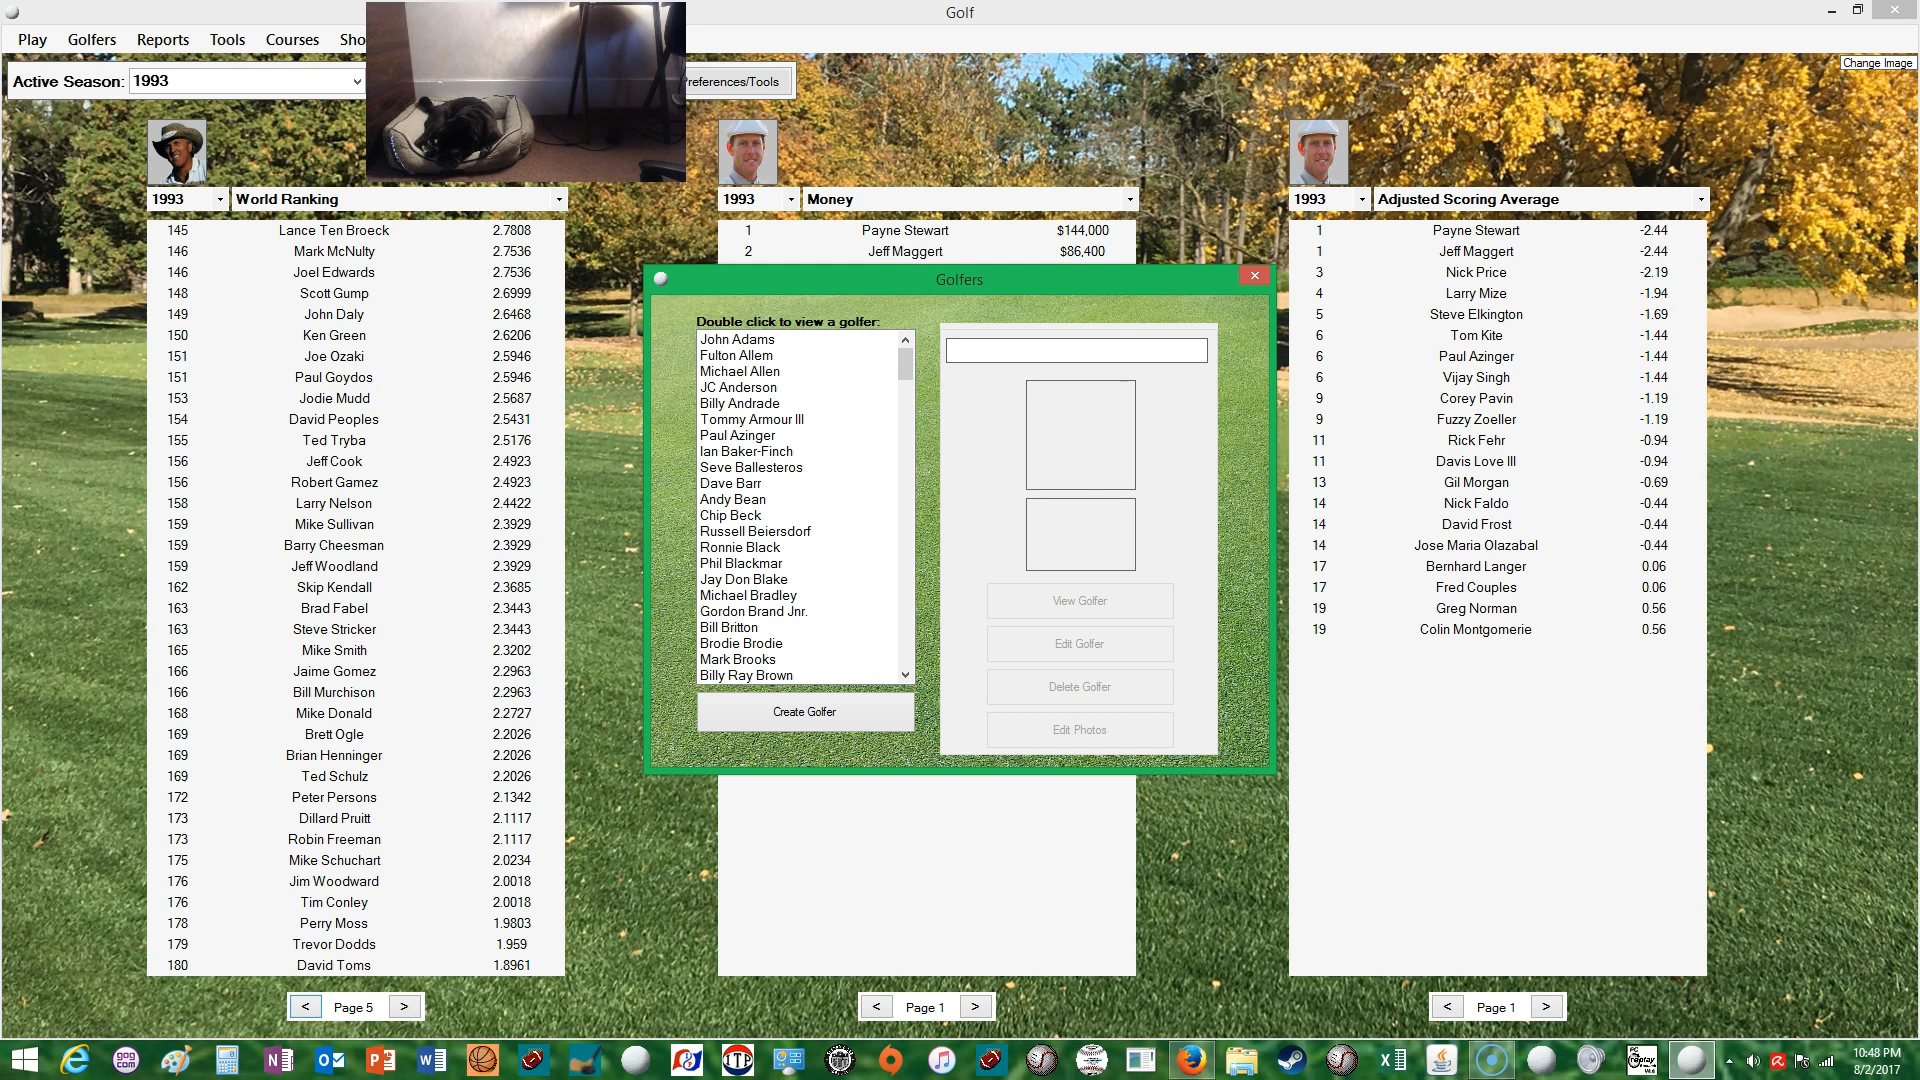 Golf
Play Golfers Reports Tools Courses Sho
Active Season: 1993
references/Tools
Change Image
1993 World Ranking
145 Lance Ten Broeck 2.7808
146 Mark McNulty 2.7536
146 Joel Edwards 2.7536
148 Scott Gump 2.6999
149 John Daly 2.6468
150 Ken Green 2.6206
151 Joe Ozaki 2.5946
151 Paul Goydos 2.5946
153 Jodie Mudd 2.5687
154 David Peoples 2.5431
155 Ted Tryba 2.5176
156 Jeff Cook 2.4923
156 Robert Gamez 2.4923
158 Larry Nelson 2.4422
159 Mike Sullivan 2.3929
159 Barry Cheesman 2.3929
159 Jeff Woodland 2.3929
162 Skip Kendall 2.3685
163 Brad Fabel 2.3443
163 Steve Stricker 2.3443
165 Mike Smith 2.3202
166 Jaime Gomez 2.2963
166 Bill Murchison 2.2963
168 Mike Donald 2.2727
169 Brett Ogle 2.2026
169 Brian Henninger 2.2026
169 Ted Schulz 2.2026
172 Peter Persons 2.1342
173 Dillard Pruitt 2.1117
173 Robin Freeman 2.1117
175 Mike Schuchart 2.0234
176 Jim Woodward 2.0018
176 Tim Conley 2.0018
178 Perry Moss 1.9803
179 Trevor Dodds 1.959
180 David Toms 1.8961
< Page 5 >
1993 Money
1 Payne Stewart $144,000
2 Jeff Maggert $86,400
Golfers
Double click to view a golfer:
John Adams
Fulton Allem
Michael Allen
JC Anderson
Billy Andrade
Tommy Armour III
Paul Azinger
Ian Baker-Finch
Seve Ballesteros
Dave Barr
Andy Bean
Chip Beck
Russell Beiersdorf
Ronnie Black
Phil Blackmar
Jay Don Blake
Michael Bradley
Gordon Brand Jnr.
Bill Britton
Brodie Brodie
Mark Brooks
Billy Ray Brown
Create Golfer
View Golfer
Edit Golfer
Delete Golfer
Edit Photos
< Page 1 >
1993 Adjusted Scoring Average
1 Payne Stewart -2.44
1 Jeff Maggert -2.44
3 Nick Price -2.19
4 Larry Mize -1.94
5 Steve Elkington -1.69
6 Tom Kite -1.44
6 Paul Azinger -1.44
6 Vijay Singh -1.44
9 Corey Pavin -1.19
9 Fuzzy Zoeller -1.19
11 Rick Fehr -0.94
11 Davis Love III -0.94
13 Gil Morgan -0.69
14 Nick Faldo -0.44
14 David Frost -0.44
14 Jose Maria Olazabal -0.44
17 Bernhard Langer 0.06
17 Fred Couples 0.06
19 Greg Norman 0.56
19 Colin Montgomerie 0.56
< Page 1 >
GOG
COM
ITP
PC
replay
10:48 PM
8/2/2017